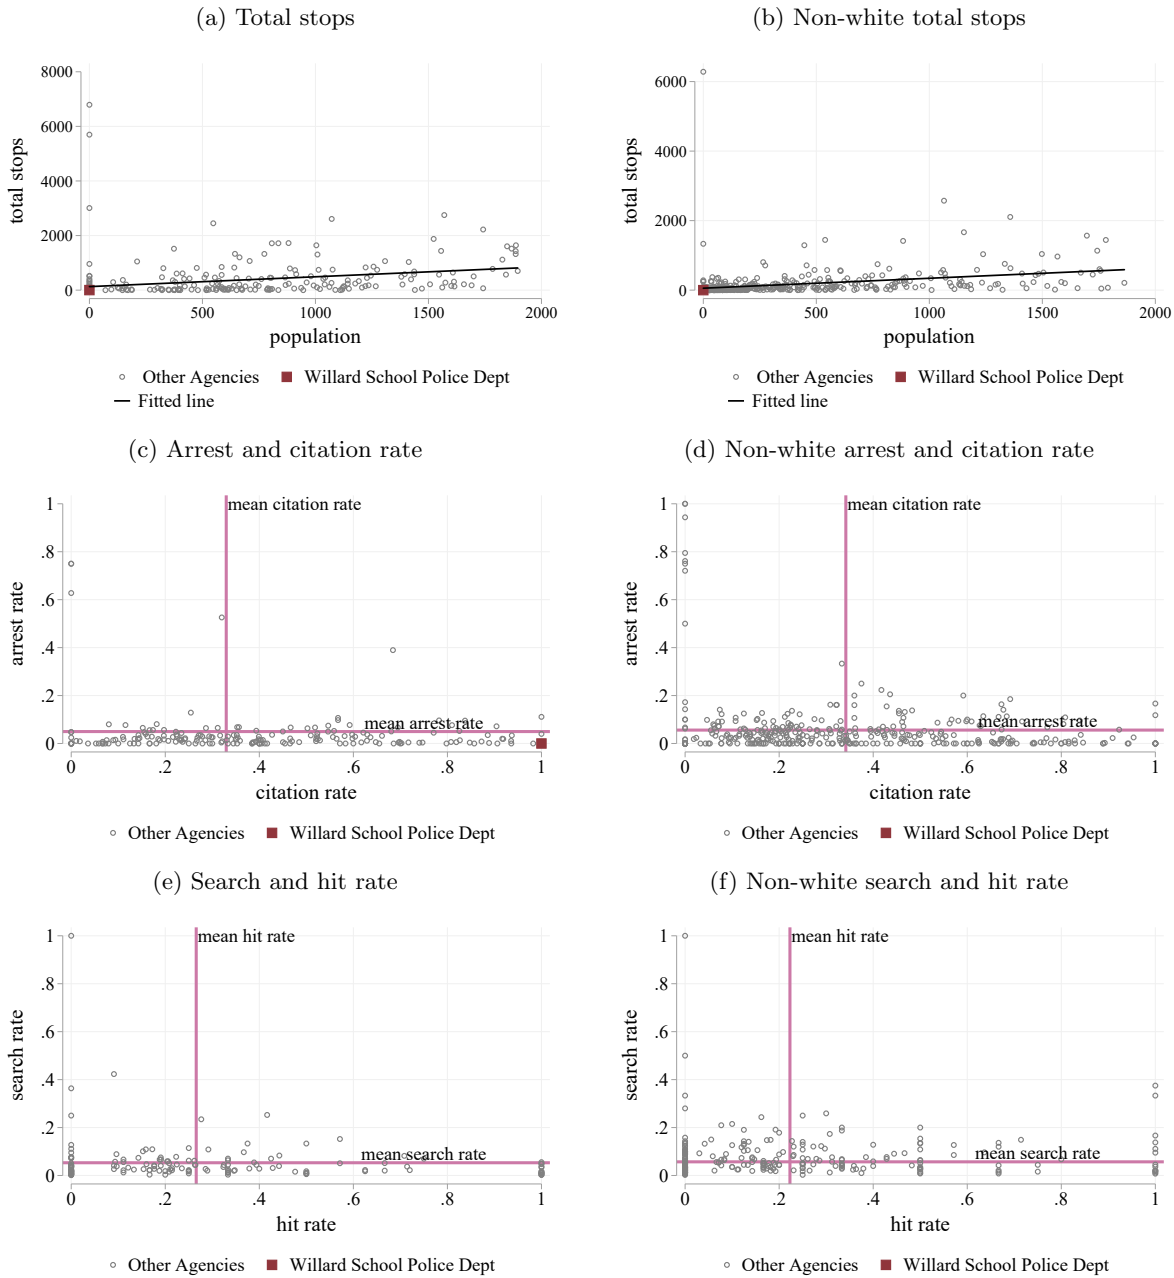 (a) Total stops
(b) Non-white total stops
total stops
8000
6000
4000
2000
0
0 500 1000 1500 2000
population
Other Agencies Willard School Police Dept
Fitted line
total stops
6000
4000
2000
0
0 500 1000 1500 2000
population
Other Agencies Willard School Police Dept
Fitted line
(c) Arrest and citation rate
(d) Non-white arrest and citation rate
arrest rate
1
.8
.6
.4
.2
0
mean citation rate
mean arrest rate
0 .2 .4 .6 .8 1
citation rate
Other Agencies Willard School Police Dept
arrest rate
1
.8
.6
.4
.2
0
mean citation rate
mean arrest rate
0 .2 .4 .6 .8 1
citation rate
Other Agencies Willard School Police Dept
(e) Search and hit rate
(f) Non-white search and hit rate
search rate
1
.8
.6
.4
.2
0
mean hit rate
mean search rate
0 .2 .4 .6 .8 1
hit rate
Other Agencies Willard School Police Dept
search rate
1
.8
.6
.4
.2
0
mean hit rate
mean search rate
0 .2 .4 .6 .8 1
hit rate
Other Agencies Willard School Police Dept